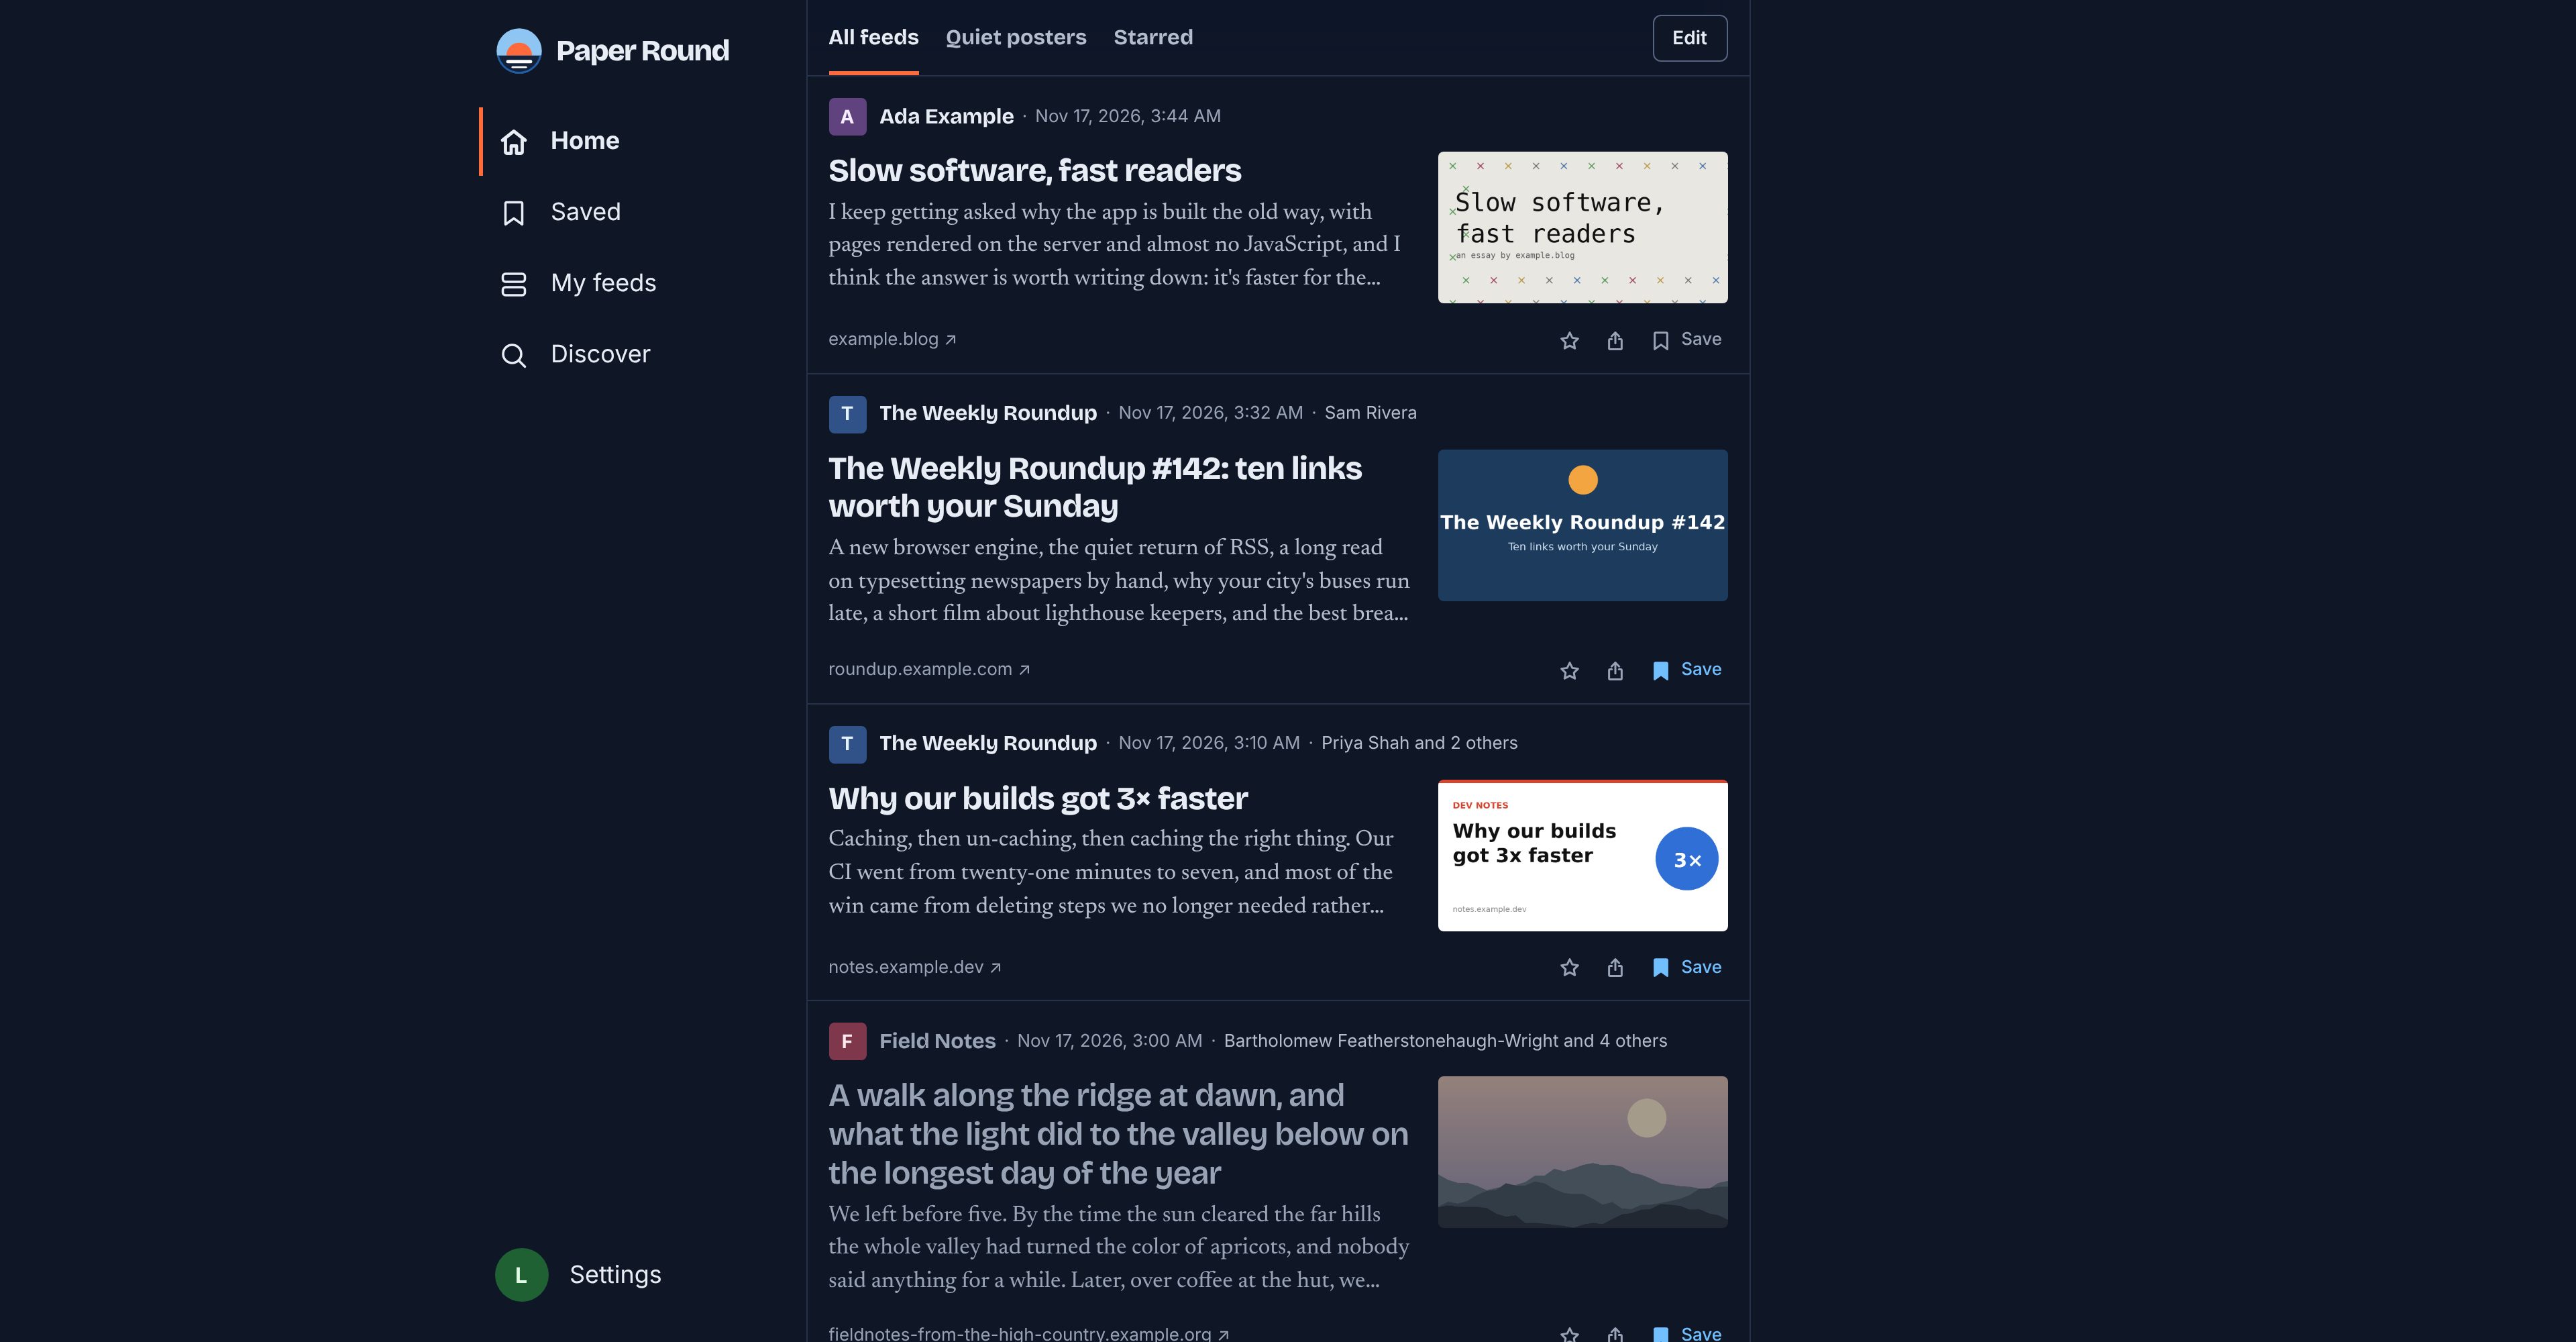 Paper Round
Home
Saved
My feeds
Discover
L Settings
All feeds Quiet posters Starred Edit
A Ada Example · Nov 17, 2026, 3:44 AM
Slow software, fast readers
I keep getting asked why the app is built the old way, with
pages rendered on the server and almost no JavaScript, and I
think the answer is worth writing down: it's faster for the...
Slow software,
fast readers
an essay by example.blog
example.blog ↗ Save
T The Weekly Roundup · Nov 17, 2026, 3:32 AM · Sam Rivera
The Weekly Roundup #142: ten links
worth your Sunday
A new browser engine, the quiet return of RSS, a long read
on typesetting newspapers by hand, why your city's buses run
late, a short film about lighthouse keepers, and the best brea...
The Weekly Roundup #142
Ten links worth your Sunday
roundup.example.com ↗ Save
T The Weekly Roundup · Nov 17, 2026, 3:10 AM · Priya Shah and 2 others
Why our builds got 3× faster
Caching, then un-caching, then caching the right thing. Our
CI went from twenty-one minutes to seven, and most of the
win came from deleting steps we no longer needed rather...
DEV NOTES
Why our builds
got 3x faster
3×
notes.example.dev
notes.example.dev ↗ Save
F Field Notes · Nov 17, 2026, 3:00 AM · Bartholomew Featherstonehaugh-Wright and 4 others
A walk along the ridge at dawn, and
what the light did to the valley below on
the longest day of the year
We left before five. By the time the sun cleared the far hills
the whole valley had turned the color of apricots, and nobody
said anything for a while. Later, over coffee at the hut, we...
fieldnotes-from-the-high-country.example.org ↗ Save